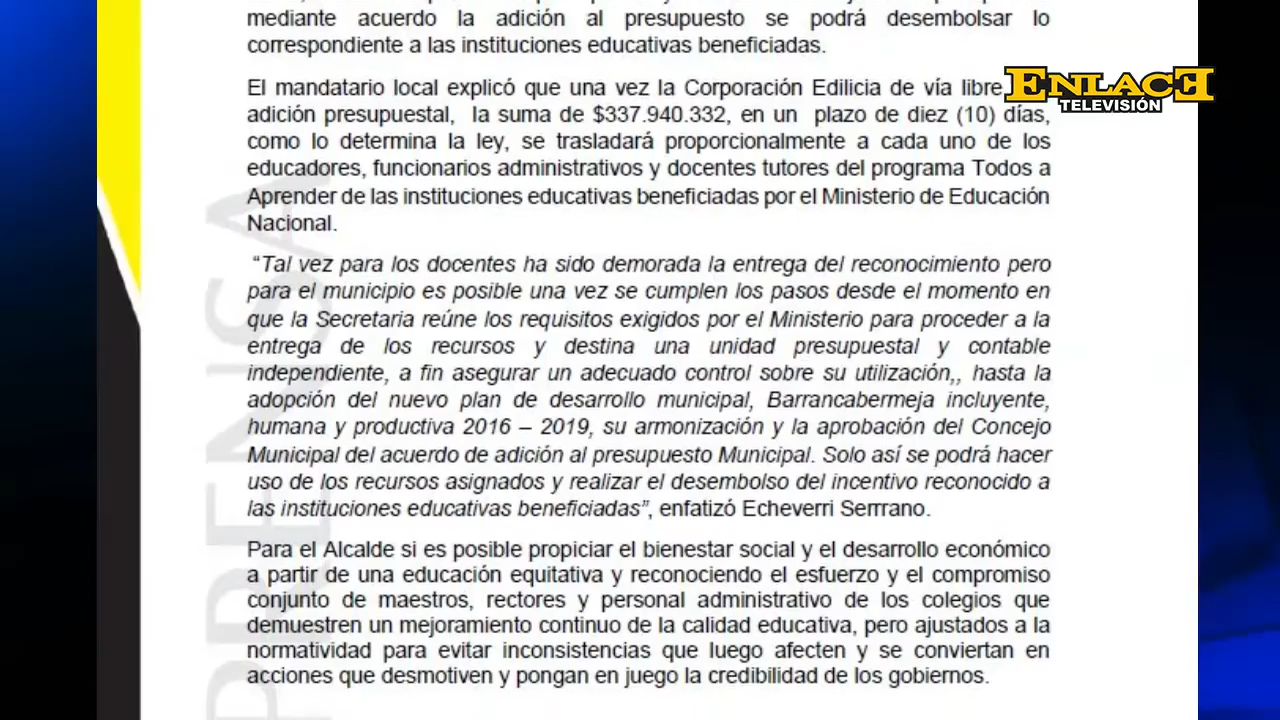 mediante acuerdo la adición al presupuesto se podrá desembolsar lo
correspondiente a las instituciones educativas beneficiadas.
El mandatario local explicó que una vez la Corporación Edilicia de vía libre,
adición presupuestal, la suma de $337.940.332, en un plazo de diez (10) días,
como lo determina la ley, se trasladará proporcionalmente a cada uno de los
educadores, funcionarios administrativos y docentes tutores del programa Todos a
Aprender de las instituciones educativas beneficiadas por el Ministerio de Educación
Nacional.
“Tal vez para los docentes ha sido demorada la entrega del reconocimiento pero
para el municipio es posible una vez se cumplen los pasos desde el momento en
que la Secretaria reúne los requisitos exigidos por el Ministerio para proceder a la
entrega de los recursos y destina una unidad presupuestal y contable
independiente, a fin asegurar un adecuado control sobre su utilización,, hasta la
adopción del nuevo plan de desarrollo municipal, Barrancabermeja incluyente,
humana y productiva 2016 – 2019, su armonización y la aprobación del Concejo
Municipal del acuerdo de adición al presupuesto Municipal. Solo así se podrá hacer
uso de los recursos asignados y realizar el desembolso del incentivo reconocido a
las instituciones educativas beneficiadas”, enfatizó Echeverri Serrrano.
Para el Alcalde si es posible propiciar el bienestar social y el desarrollo económico
a partir de una educación equitativa y reconociendo el esfuerzo y el compromiso
conjunto de maestros, rectores y personal administrativo de los colegios que
demuestren un mejoramiento continuo de la calidad educativa, pero ajustados a la
normatividad para evitar inconsistencias que luego afecten y se conviertan en
acciones que desmotiven y pongan en juego la credibilidad de los gobiernos.
ENLACE
TELEVISIÓN
PRENSA